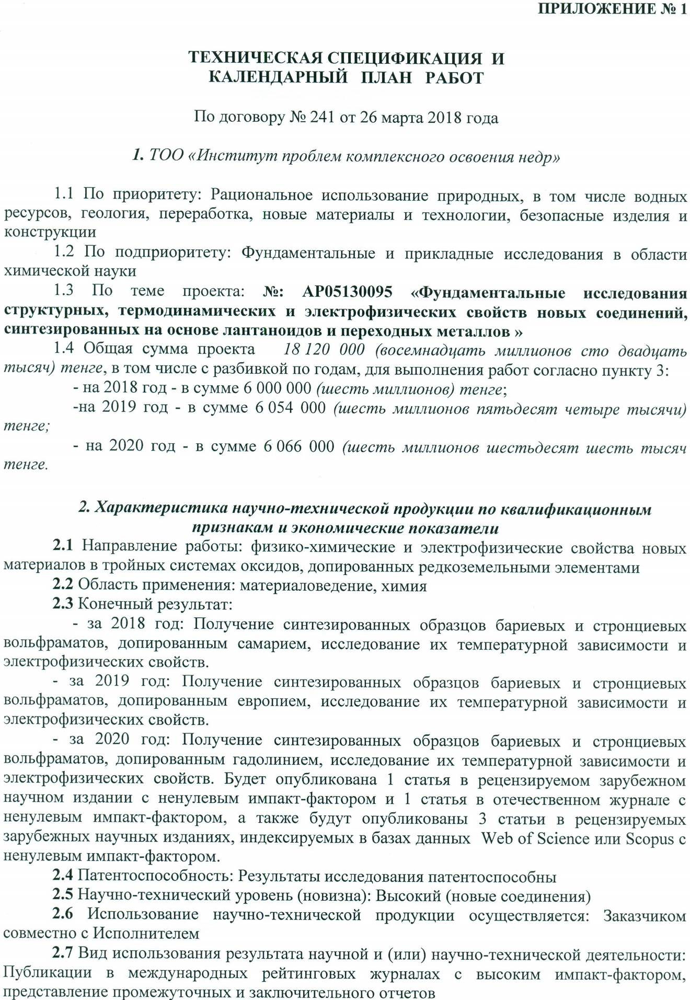 ПРИЛОЖЕНИЕ № 1
ТЕХНИЧЕСКАЯ СПЕЦИФИКАЦИЯ И
КАЛЕНДАРНЫЙ ПЛАН РАБОТ
По договору № 241 от 26 марта 2018 года
1. ТОО «Институт проблем комплексного освоения недр»
1.1 По приоритету: Рациональное использование природных, в том числе водных
ресурсов, геология, переработка, новые материалы и технологии, безопасные изделия и
конструкции
1.2 По подприоритету: Фундаментальные и прикладные исследования в области
химической науки
1.3 По теме проекта: №: АР05130095 «Фундаментальные исследования
структурных, термодинамических и электрофизических свойств новых соединений,
синтезированных на основе лантаноидов и переходных металлов »
1.4 Общая сумма проекта 18 120 000 (восемнадцать миллионов сто двадцать
тысяч) тенге, в том числе с разбивкой по годам, для выполнения работ согласно пункту 3:
- на 2018 год - в сумме 6 000 000 (шесть миллионов) тенге;
-на 2019 год - в сумме 6 054 000 (шесть миллионов пятьдесят четыре тысячи)
тенге;
- на 2020 год - в сумме 6 066 000 (шесть миллионов шестьдесят шесть тысяч
тенге.
2. Характеристика научно-технической продукции по квалификационным
признакам и экономические показатели
2.1 Направление работы: физико-химические и электрофизические свойства новых
материалов в тройных системах оксидов, допированных редкоземельными элементами
2.2 Область применения: материаловедение, химия
2.3 Конечный результат:
- за 2018 год: Получение синтезированных образцов бариевых и стронциевых
вольфраматов, допированным самарием, исследование их температурной зависимости и
электрофизических свойств.
- за 2019 год: Получение синтезированных образцов бариевых и стронциевых
вольфраматов, допированным европием, исследование их температурной зависимости и
электрофизических свойств.
- за 2020 год: Получение синтезированных образцов бариевых и стронциевых
вольфраматов, допированным гадолинием, исследование их температурной зависимости и
электрофизических свойств. Будет опубликована 1 статья в рецензируемом зарубежном
научном издании с ненулевым импакт-фактором и 1 статья в отечественном журнале с
ненулевым импакт-фактором, а также будут опубликованы 3 статьи в рецензируемых
зарубежных научных изданиях, индексируемых в базах данных Web of Science или Scopus с
ненулевым импакт-фактором.
2.4 Патентоспособность: Результаты исследования патентоспособны
2.5 Научно-технический уровень (новизна): Высокий (новые соединения)
2.6 Использование научно-технической продукции осуществляется: Заказчиком
совместно с Исполнителем
2.7 Вид использования результата научной и (или) научно-технической деятельности:
Публикации в международных рейтинговых журналах с высоким импакт-фактором,
представление промежуточных и заключительного отчетов